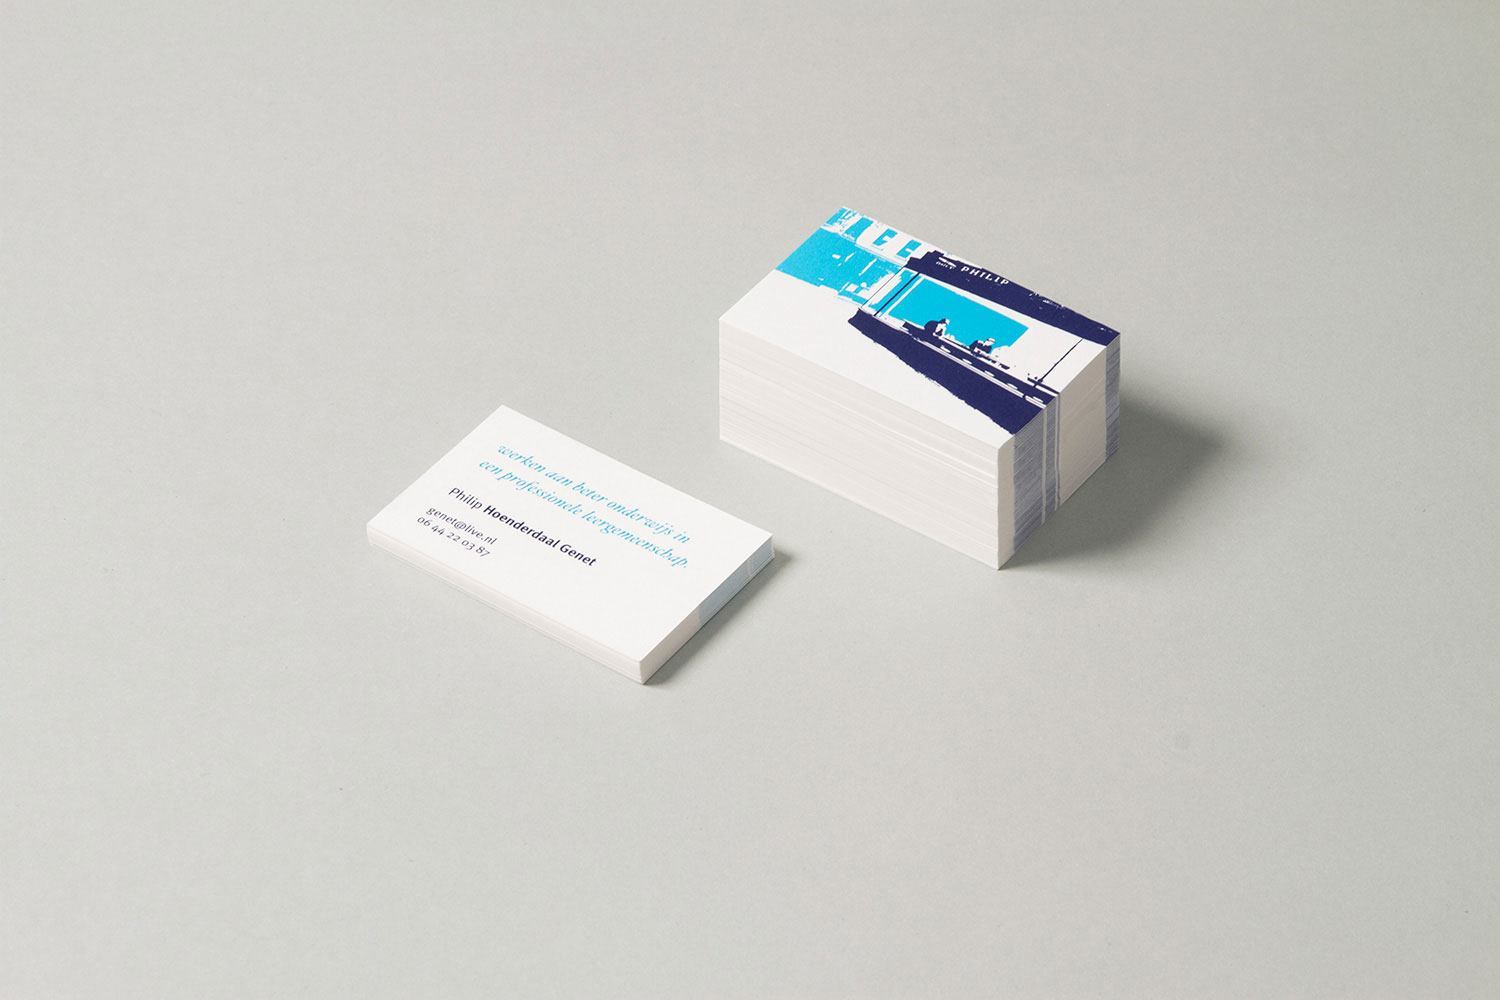 werken aan beter onderwijs in
een professionele leergemeenschap.
Philip Hoenderdaal Genet
genet@live.nl
06 44 22 03 87
PHILIP